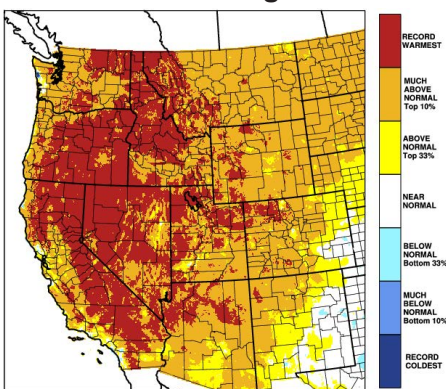 RECORD
WARMEST
MUCH
ABOVE
NORMAL
Top 10%
ABOVE
NORMAL
Top 33%
NEAR
NORMAL
BELOW
NORMAL
Bottom 33%
MUCH
BELOW
NORMAL
Bottom 10%
RECORD
COLDEST